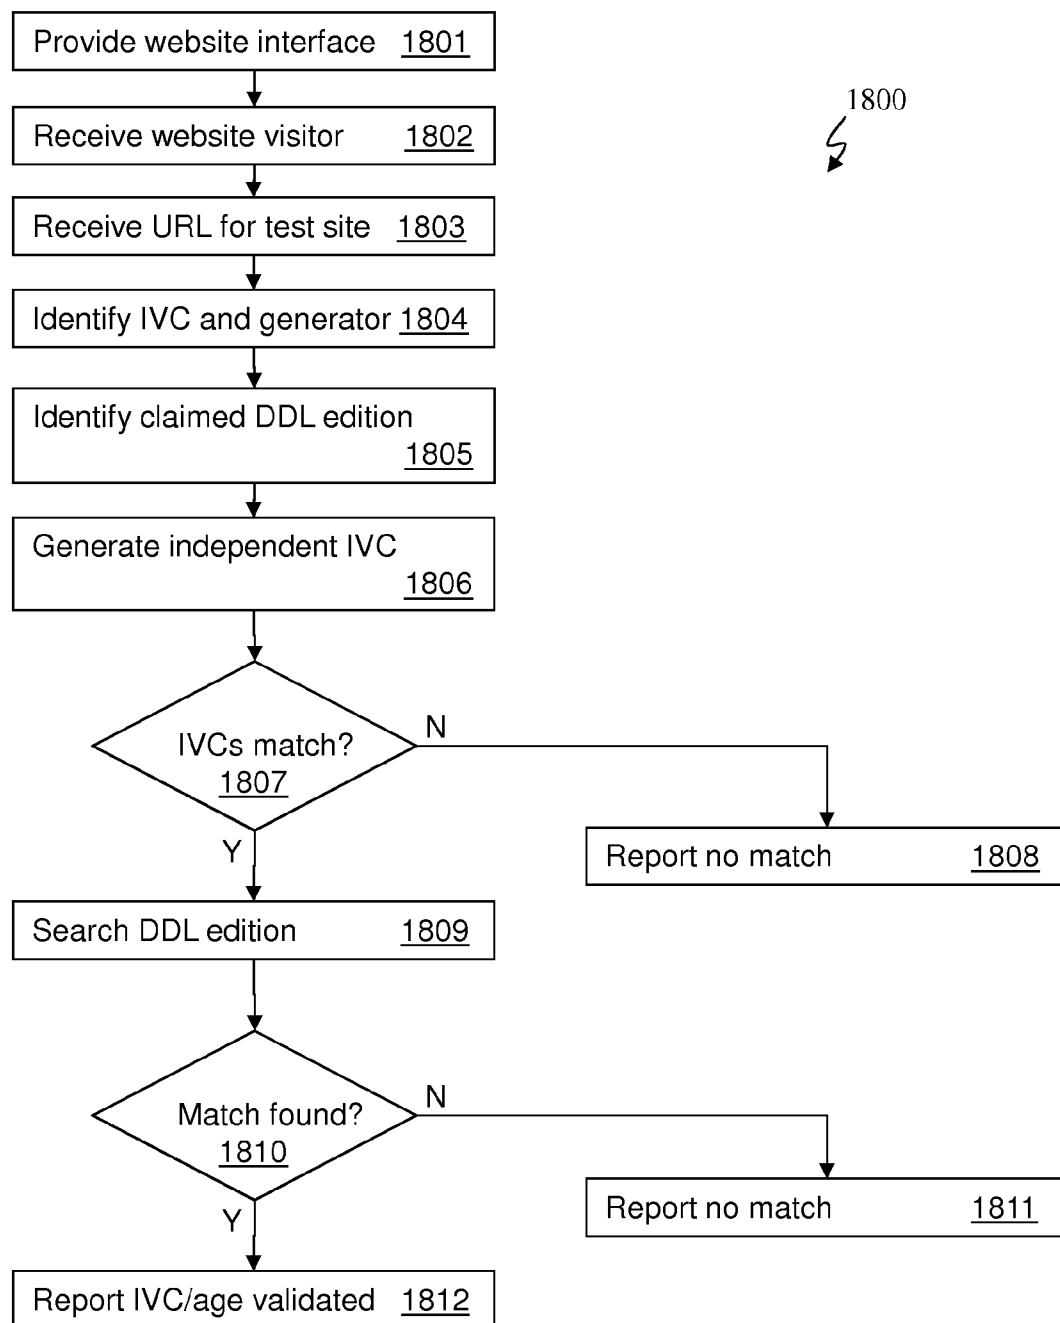 Provide website interface 1801
1800
Receive website visitor 1802
Receive URL for test site 1803
Identify IVC and generator 1804
Identify claimed DDL edition
1805
Generate independent IVC
1806
N
IVCs match?
1807
Y
Report no match 1808
Search DDL edition 1809
N
Match found?
1810
Y
Report no match 1811
Report IVC/age validated 1812